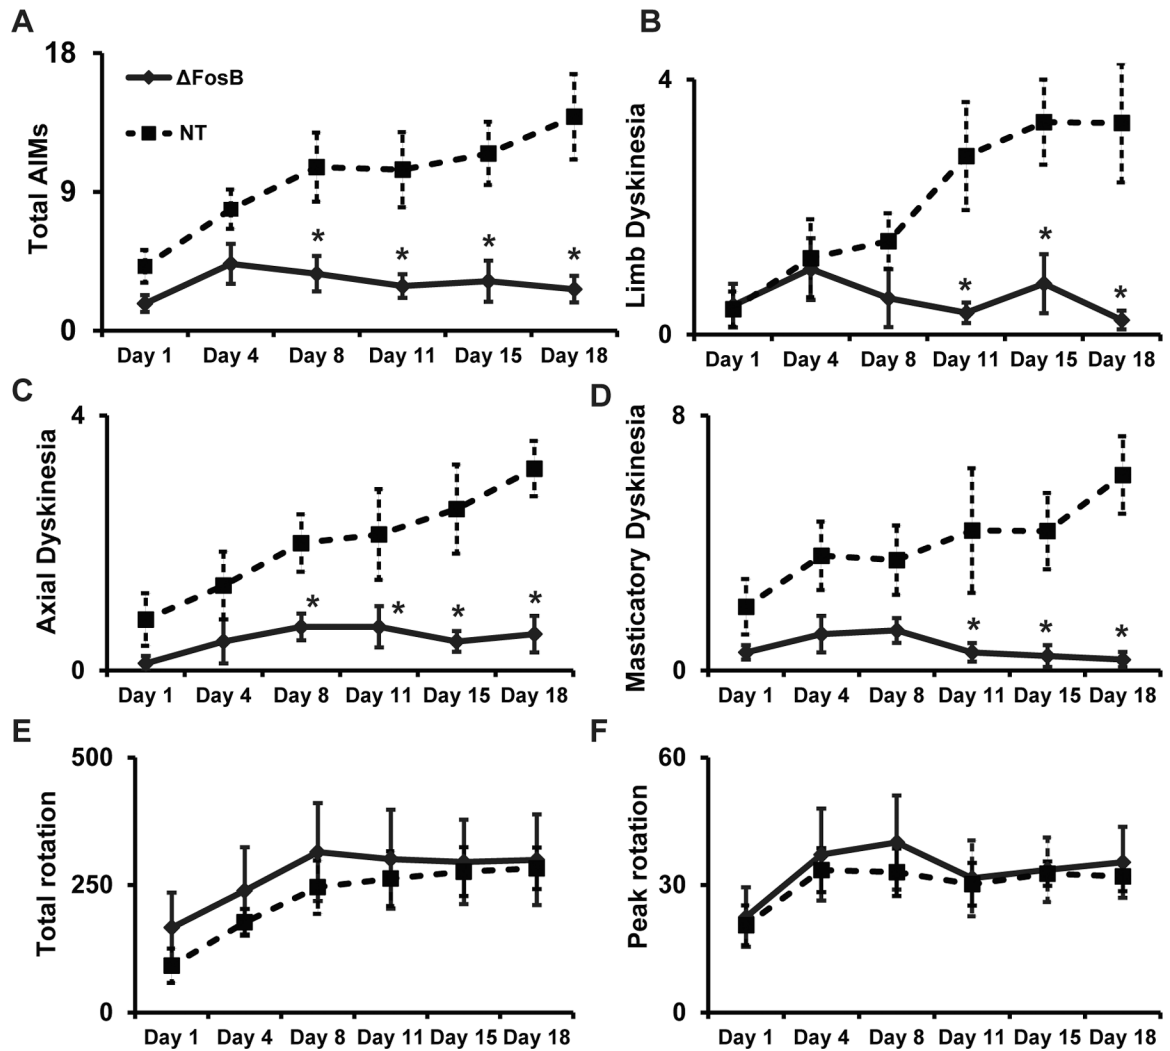 A
Total AIMs
18
9
0
ΔFosB
NT
*
*
*
*
Day 1
Day 4
Day 8
Day 11
Day 15
Day 18
B
Limb Dyskinesia
4
0
*
*
*
Day 1
Day 4
Day 8
Day 11
Day 15
Day 18
C
Axial Dyskinesia
4
0
*
*
*
*
Day 1
Day 4
Day 8
Day 11
Day 15
Day 18
D
Masticatory Dyskinesia
8
0
*
*
*
Day 1
Day 4
Day 8
Day 11
Day 15
Day 18
E
Total rotation
500
250
0
Day 1
Day 4
Day 8
Day 11
Day 15
Day 18
F
Peak rotation
60
30
0
Day 1
Day 4
Day 8
Day 11
Day 15
Day 18